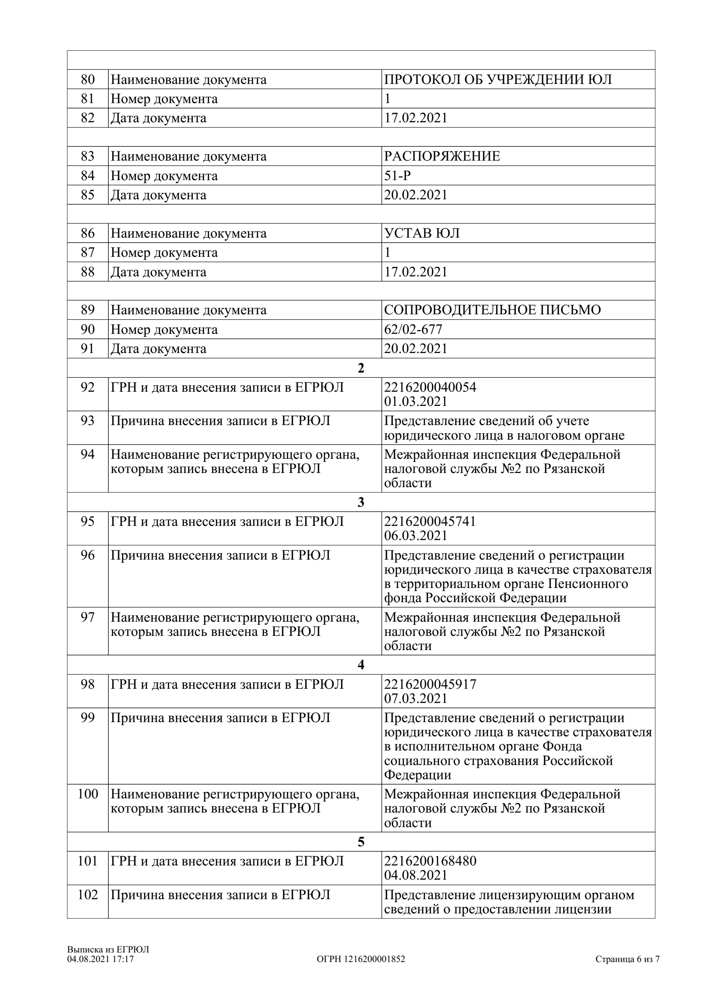 80 Наименование документа ПРОТОКОЛ ОБ УЧРЕЖДЕНИИ ЮЛ
81 Номер документа 1
82 Дата документа 17.02.2021
83 Наименование документа РАСПОРЯЖЕНИЕ
84 Номер документа 51-Р
85 Дата документа 20.02.2021
86 Наименование документа УСТАВ ЮЛ
87 Номер документа 1
88 Дата документа 17.02.2021
89 Наименование документа СОПРОВОДИТЕЛЬНОЕ ПИСЬМО
90 Номер документа 62/02-677
91 Дата документа 20.02.2021
2
92 ГРН и дата внесения записи в ЕГРЮЛ 2216200040054
01.03.2021
93 Причина внесения записи в ЕГРЮЛ Представление сведений об учете
юридического лица в налоговом органе
94 Наименование регистрирующего органа, Межрайонная инспекция Федеральной
которым запись внесена в ЕГРЮЛ налоговой службы №2 по Рязанской
области
3
95 ГРН и дата внесения записи в ЕГРЮЛ 2216200045741
06.03.2021
96 Причина внесения записи в ЕГРЮЛ Представление сведений о регистрации
юридического лица в качестве страхователя
в территориальном органе Пенсионного
фонда Российской Федерации
97 Наименование регистрирующего органа, Межрайонная инспекция Федеральной
которым запись внесена в ЕГРЮЛ налоговой службы №2 по Рязанской
области
4
98 ГРН и дата внесения записи в ЕГРЮЛ 2216200045917
07.03.2021
99 Причина внесения записи в ЕГРЮЛ Представление сведений о регистрации
юридического лица в качестве страхователя
в исполнительном органе Фонда
социального страхования Российской
Федерации
100 Наименование регистрирующего органа, Межрайонная инспекция Федеральной
которым запись внесена в ЕГРЮЛ налоговой службы №2 по Рязанской
области
5
101 ГРН и дата внесения записи в ЕГРЮЛ 2216200168480
04.08.2021
102 Причина внесения записи в ЕГРЮЛ Представление лицензирующим органом
сведений о предоставлении лицензии
Выписка из ЕГРЮЛ
04.08.2021 17:17 ОГРН 1216200001852 Страница 6 из 7